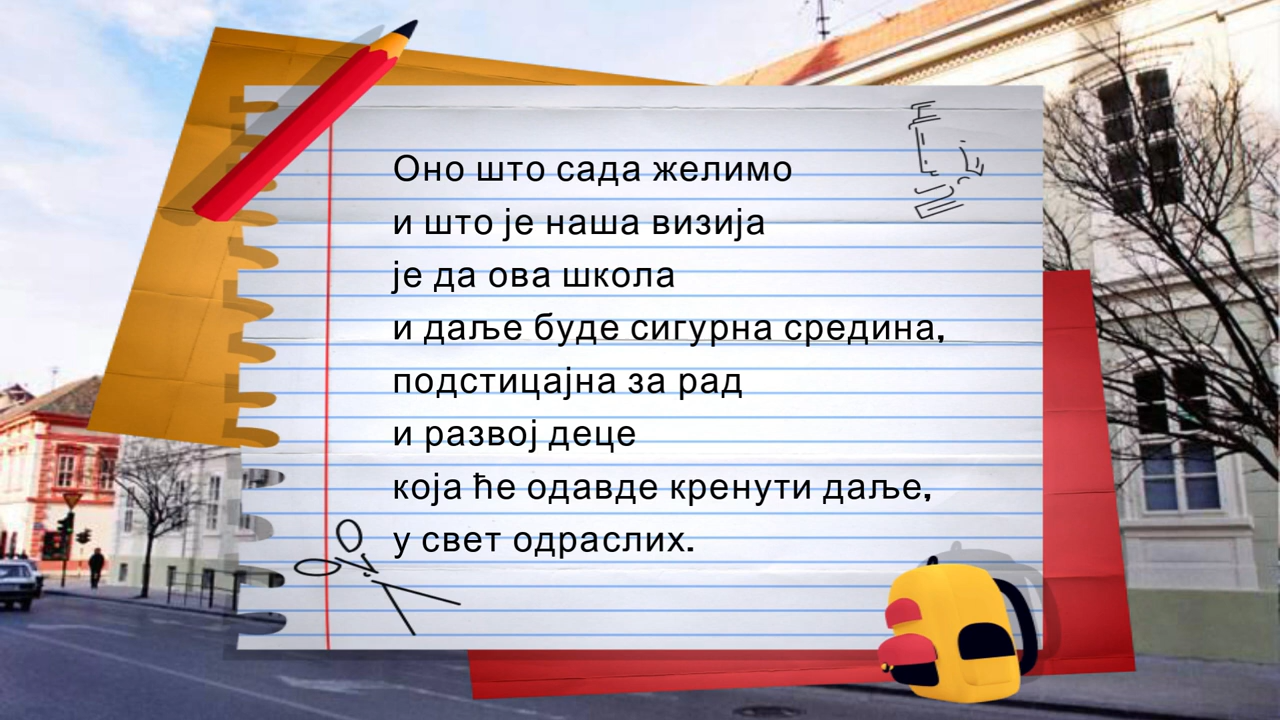 Оно што сада желимо
и што је наша визија
је да ова школа
и даље буде сигурна средина,
подстицајна за рад
и развој деце
која ће одавде кренути даље,
у свет одраслих.